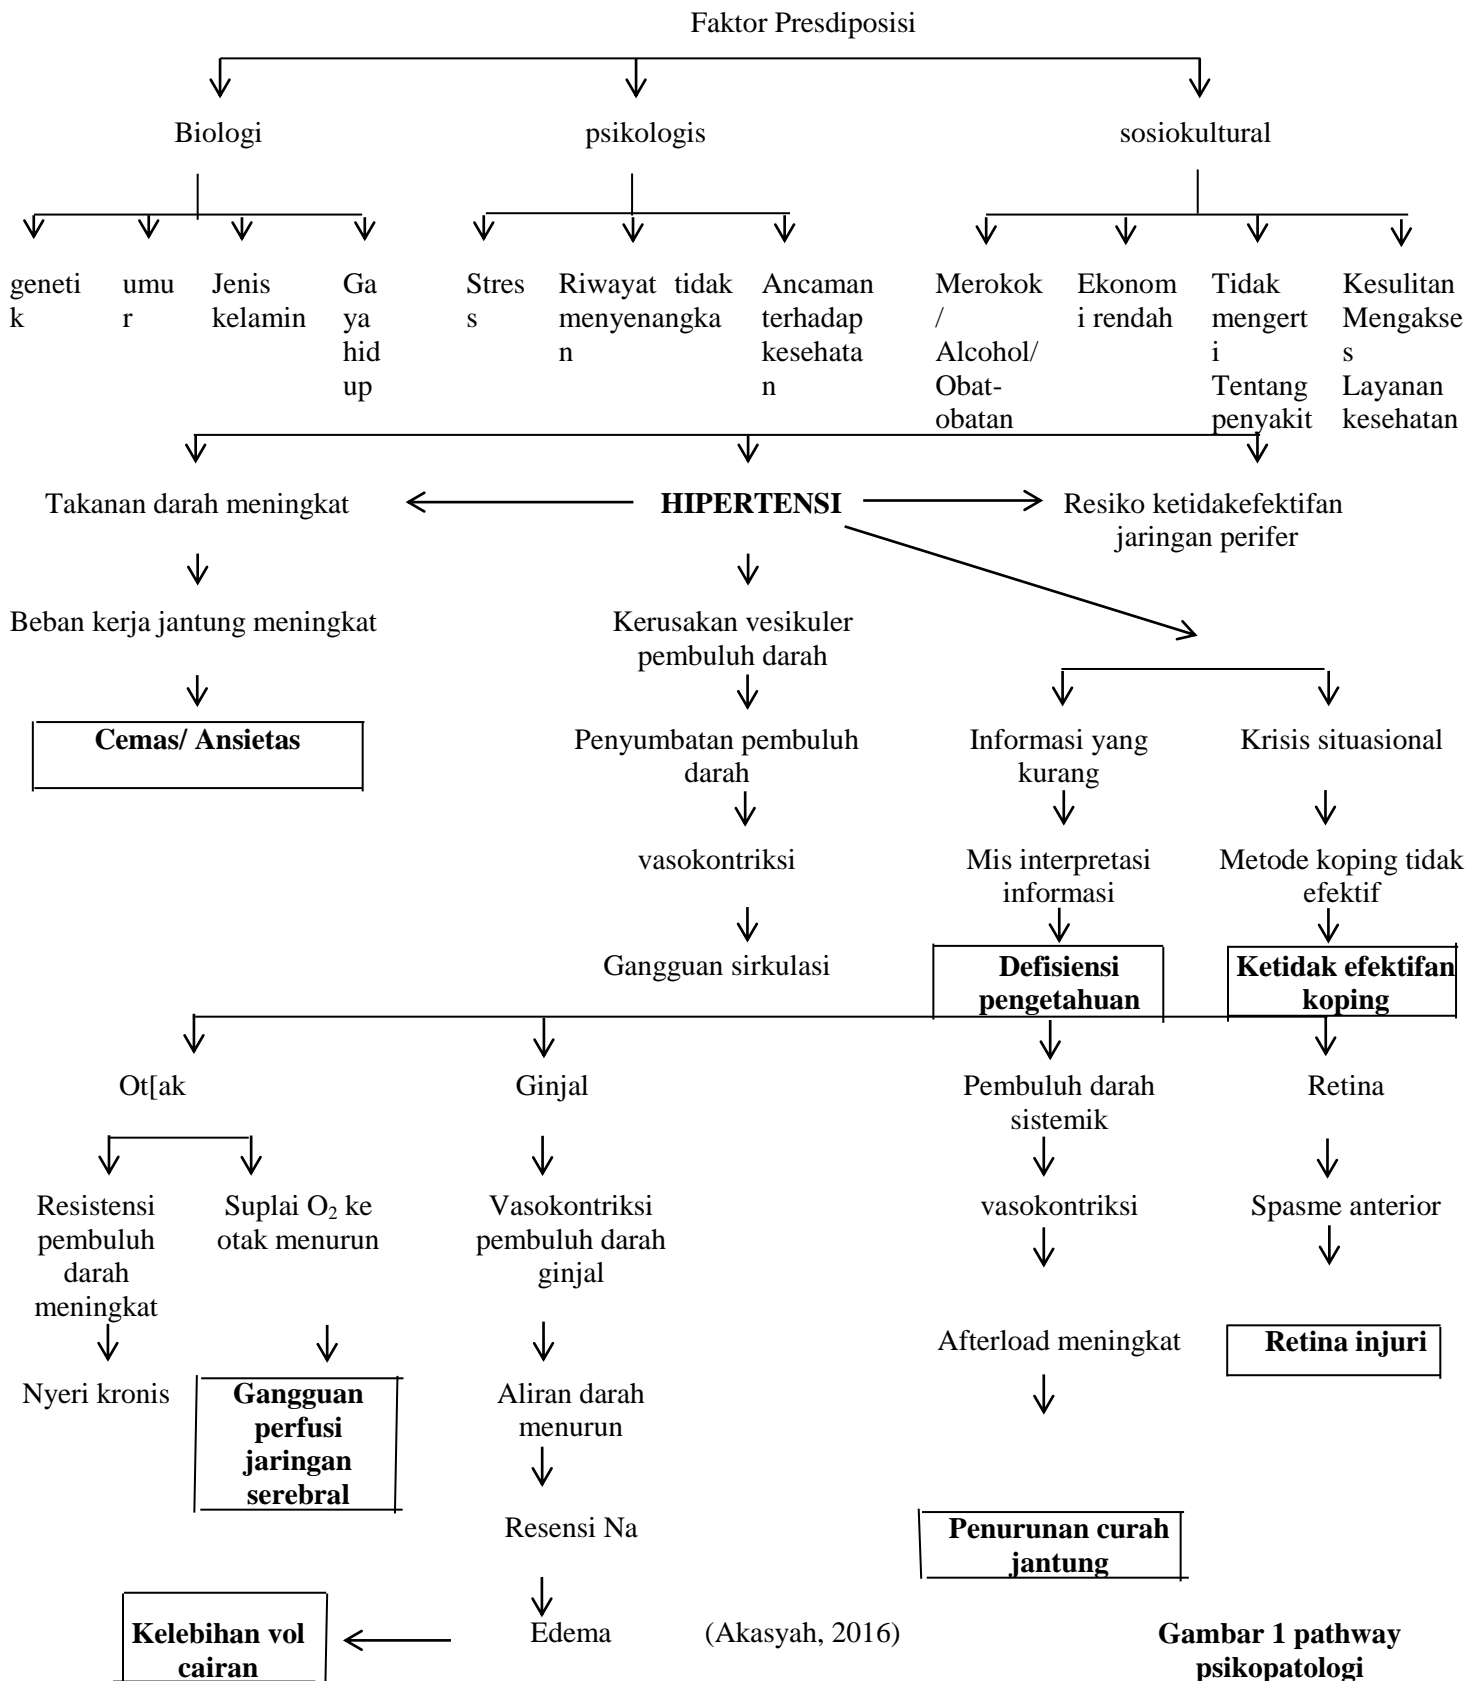 Faktor Presdiposisi
Biologi
psikologis
sosiokultural
geneti
k
umu
r
Jenis
kelamin
Ga
ya
hid
up
Stres
s
Riwayat tidak
menyenangka
n
Ancaman
terhadap
kesehata
n
Merokok
/
Alcohol/
Obat-
obatan
Ekonom
i rendah
Tidak
mengert
i
Tentang
penyakit
Kesulitan
Mengakse
s
Layanan
kesehatan
Takanan darah meningkat
HIPERTENSI
Resiko ketidakefektifan
jaringan perifer
Beban kerja jantung meningkat
Kerusakan vesikuler
pembuluh darah
Cemas/ Ansietas
Penyumbatan pembuluh
darah
Informasi yang
kurang
Krisis situasional
vasokontriksi
Mis interpretasi
informasi
Metode koping tidak
efektif
Gangguan sirkulasi
Defisiensi
pengetahuan
Ketidak efektifan
koping
Ot[ak
Ginjal
Pembuluh darah
sistemik
Retina
Resistensi
pembuluh
darah
meningkat
Suplai O₂ ke
otak menurun
Vasokontriksi
pembuluh darah
ginjal
vasokontriksi
Spasme anterior
Afterload meningkat
Retina injuri
Nyeri kronis
Gangguan
perfusi
jaringan
serebral
Aliran darah
menurun
Resensi Na
Penurunan curah
jantung
Kelebihan vol
cairan
Edema
(Akasyah, 2016)
Gambar 1 pathway
psikopatologi